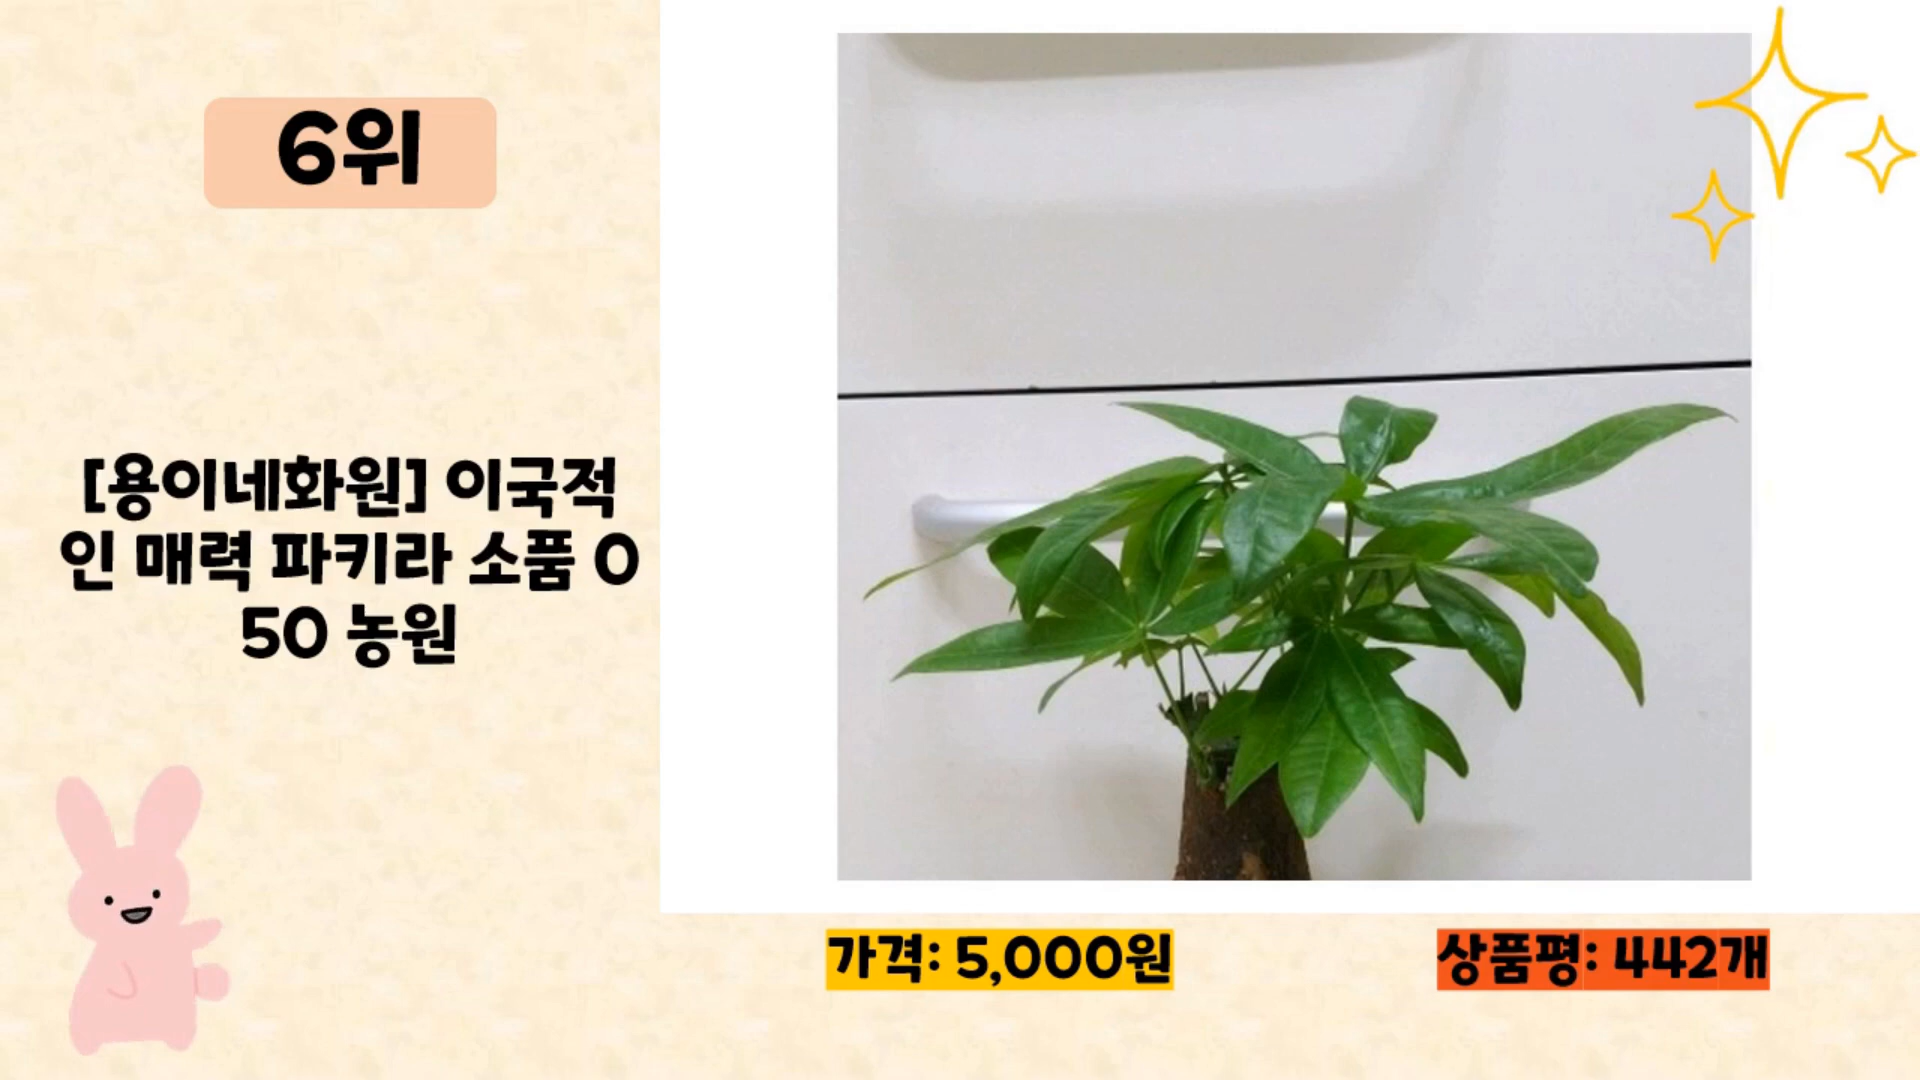 6위
[용이네화원] 이국적
인 매력 파키라 소품 0
50 농원
가격: 5,000원
상품평: 442개